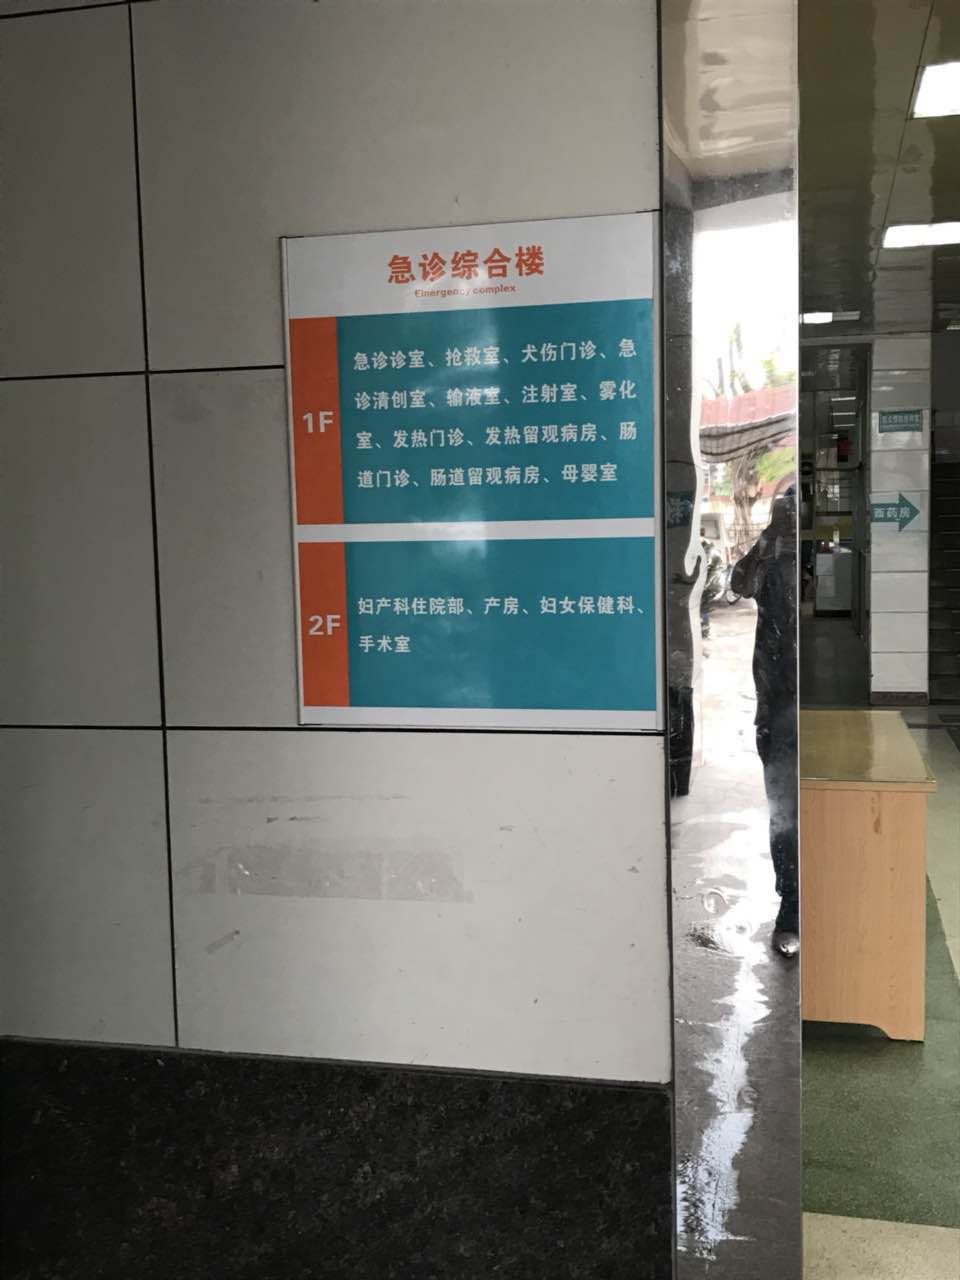 急诊综合楼
Emergency complex
1F
急诊诊室、抢救室、犬伤门诊、急
诊清创室、输液室、注射室、雾化
室、发热门诊、发热留观病房、肠
道门诊、肠道留观病房、母婴室
2F
妇产科住院部、产房、妇女保健科、
手术室
西药房